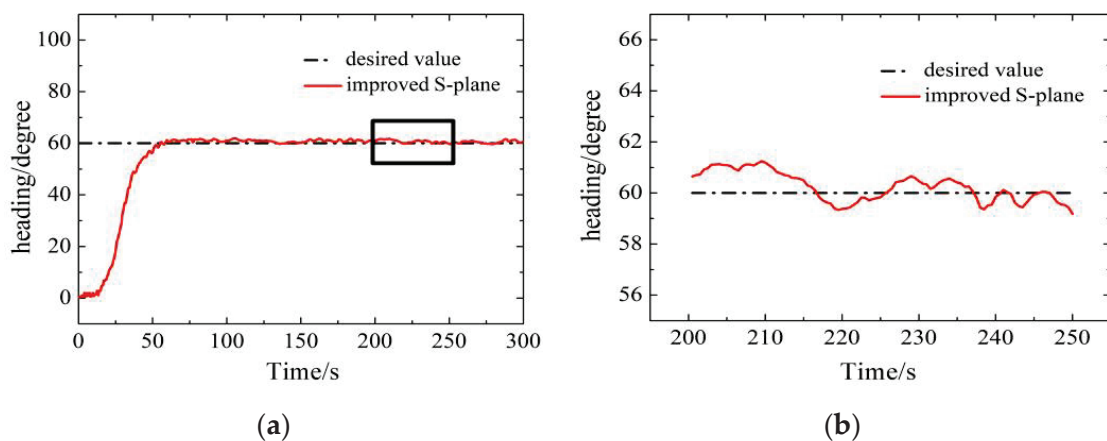 100
80
60
40
20
0
heading/degree
desired value
improved S-plane
0 50 100 150 200 250 300
Time/s
(a)
66
64
62
60
58
56
heading/degree
desired value
improved S-plane
200 210 220 230 240 250
Time/s
(b)